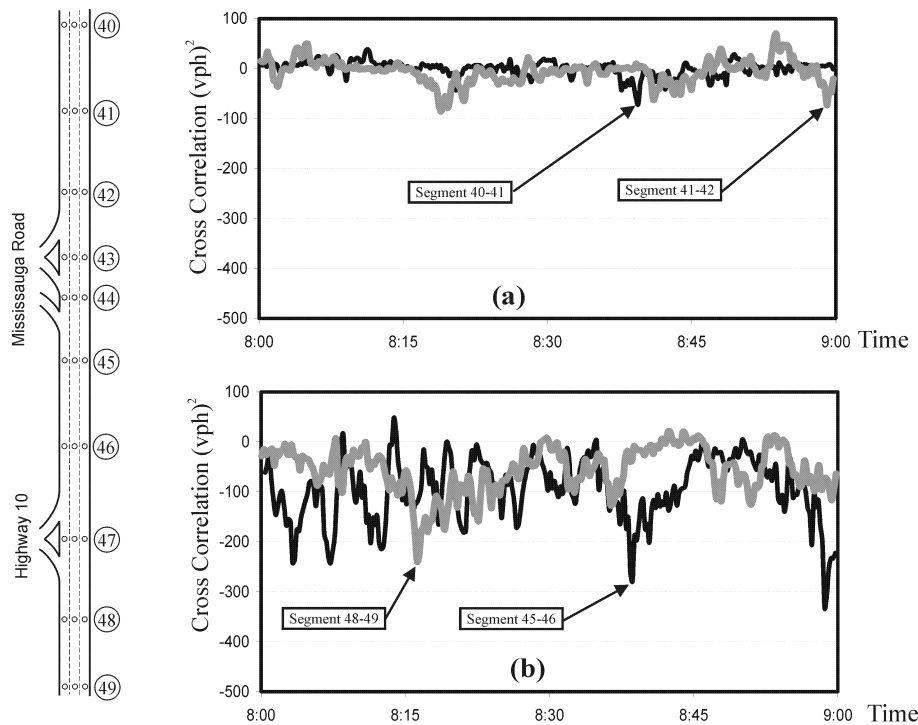 40
41
42
43
44
45
46
47
48
49
Mississauga Road
Highway 10
Cross Correlation (vph)²
100
0
-100
-200
-300
-400
-500
Segment 40-41
Segment 41-42
(a)
8:00
8:15
8:30
8:45
9:00
Time
Cross Correlation (vph)²
100
0
-100
-200
-300
-400
-500
Segment 48-49
Segment 45-46
(b)
8:00
8:15
8:30
8:45
9:00
Time